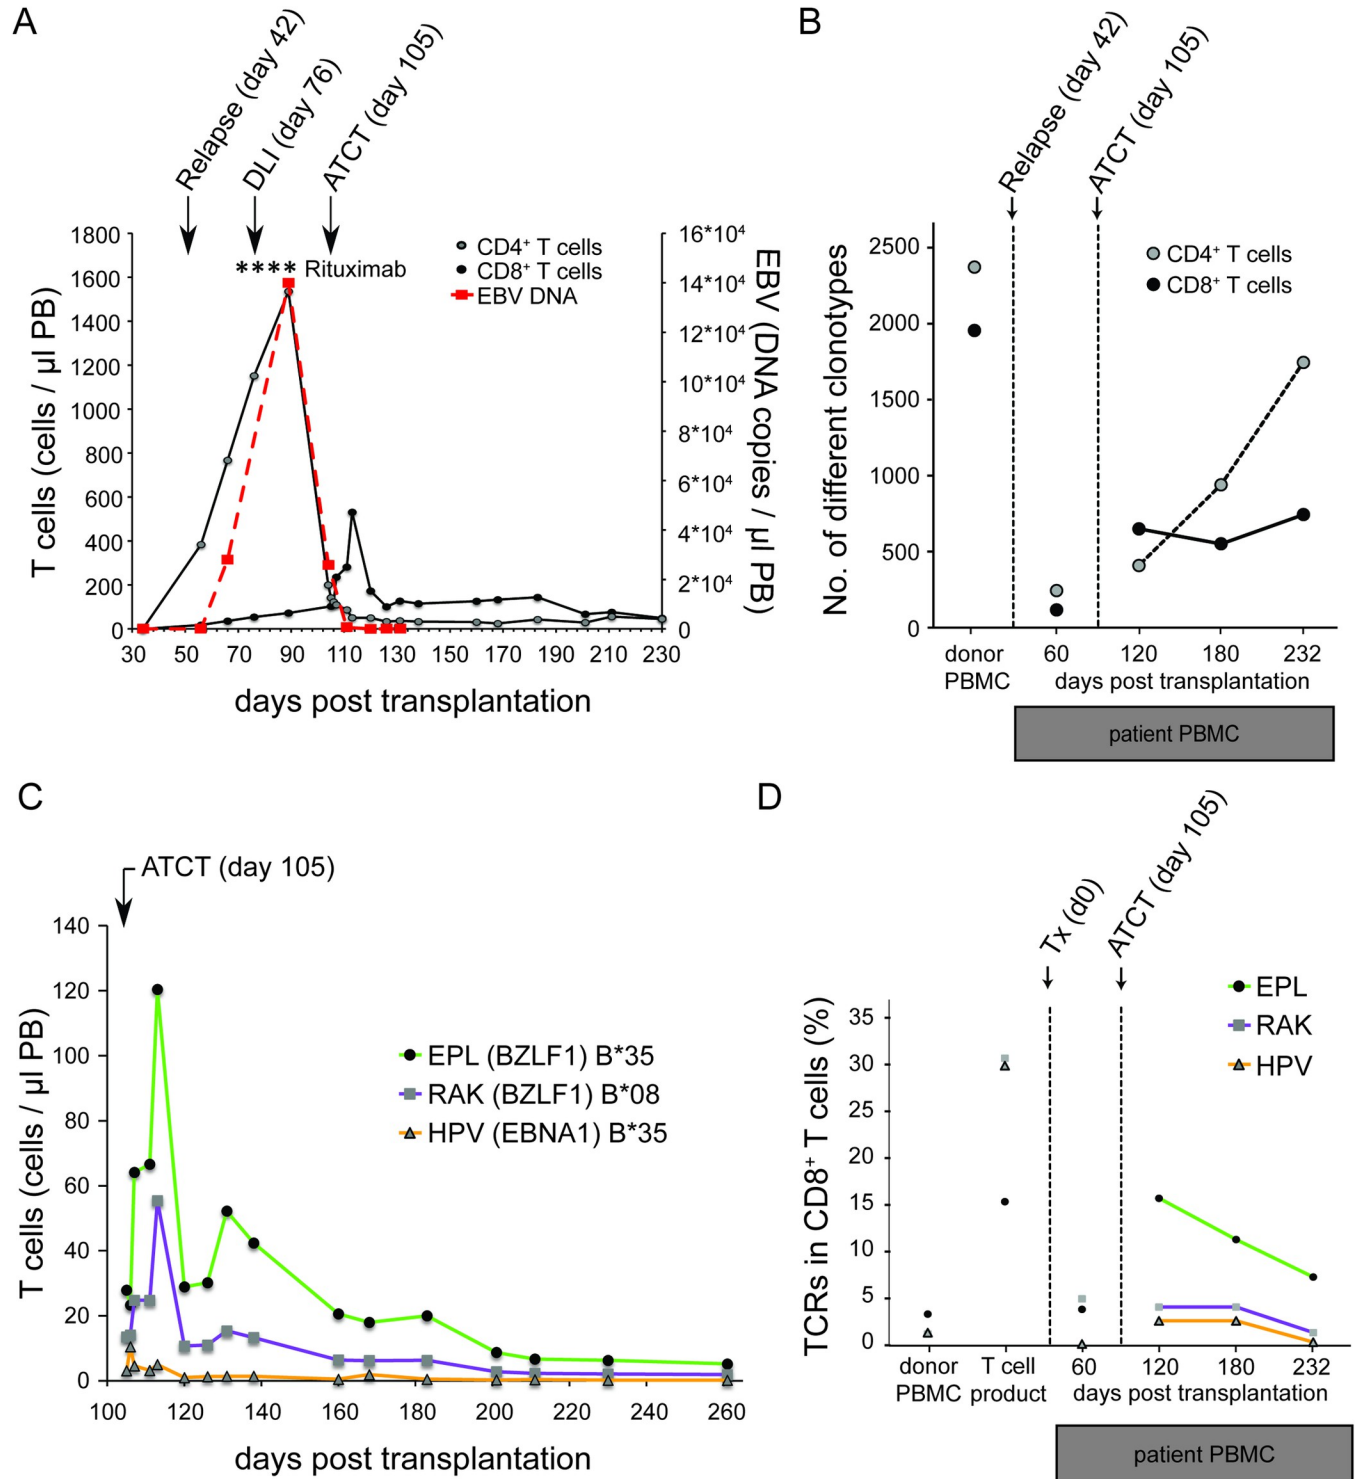 A
Relapse (day 42)
DLI (day 76)
ATCT (day 105)
T cells (cells / µl PB)
1800
1600
1400
1200
1000
800
600
400
200
0
**** Rituximab
CD4⁺ T cells
CD8⁺ T cells
EBV DNA
16*10⁴
14*10⁴
12*10⁴
10*10⁴
8*10⁴
6*10⁴
4*10⁴
2*10⁴
0
EBV (DNA copies / µl PB)
30 50 70 90 110 130 150 170 190 210 230
days post transplantation
B
Relapse (day 42)
ATCT (day 105)
No. of different clonotypes
2500
2000
1500
1000
500
0
CD4⁺ T cells
CD8⁺ T cells
donor PBMC 60 120 180 232
days post transplantation
patient PBMC
C
ATCT (day 105)
T cells (cells / µl PB)
140
120
100
80
60
40
20
0
EPL (BZLF1) B*35
RAK (BZLF1) B*08
HPV (EBNA1) B*35
100 120 140 160 180 200 220 240 260
days post transplantation
D
Tx (d0)
ATCT (day 105)
TCRs in CD8⁺ T cells (%)
35
30
25
20
15
10
5
0
EPL
RAK
HPV
donor PBMC T cell product 60 120 180 232
days post transplantation
patient PBMC